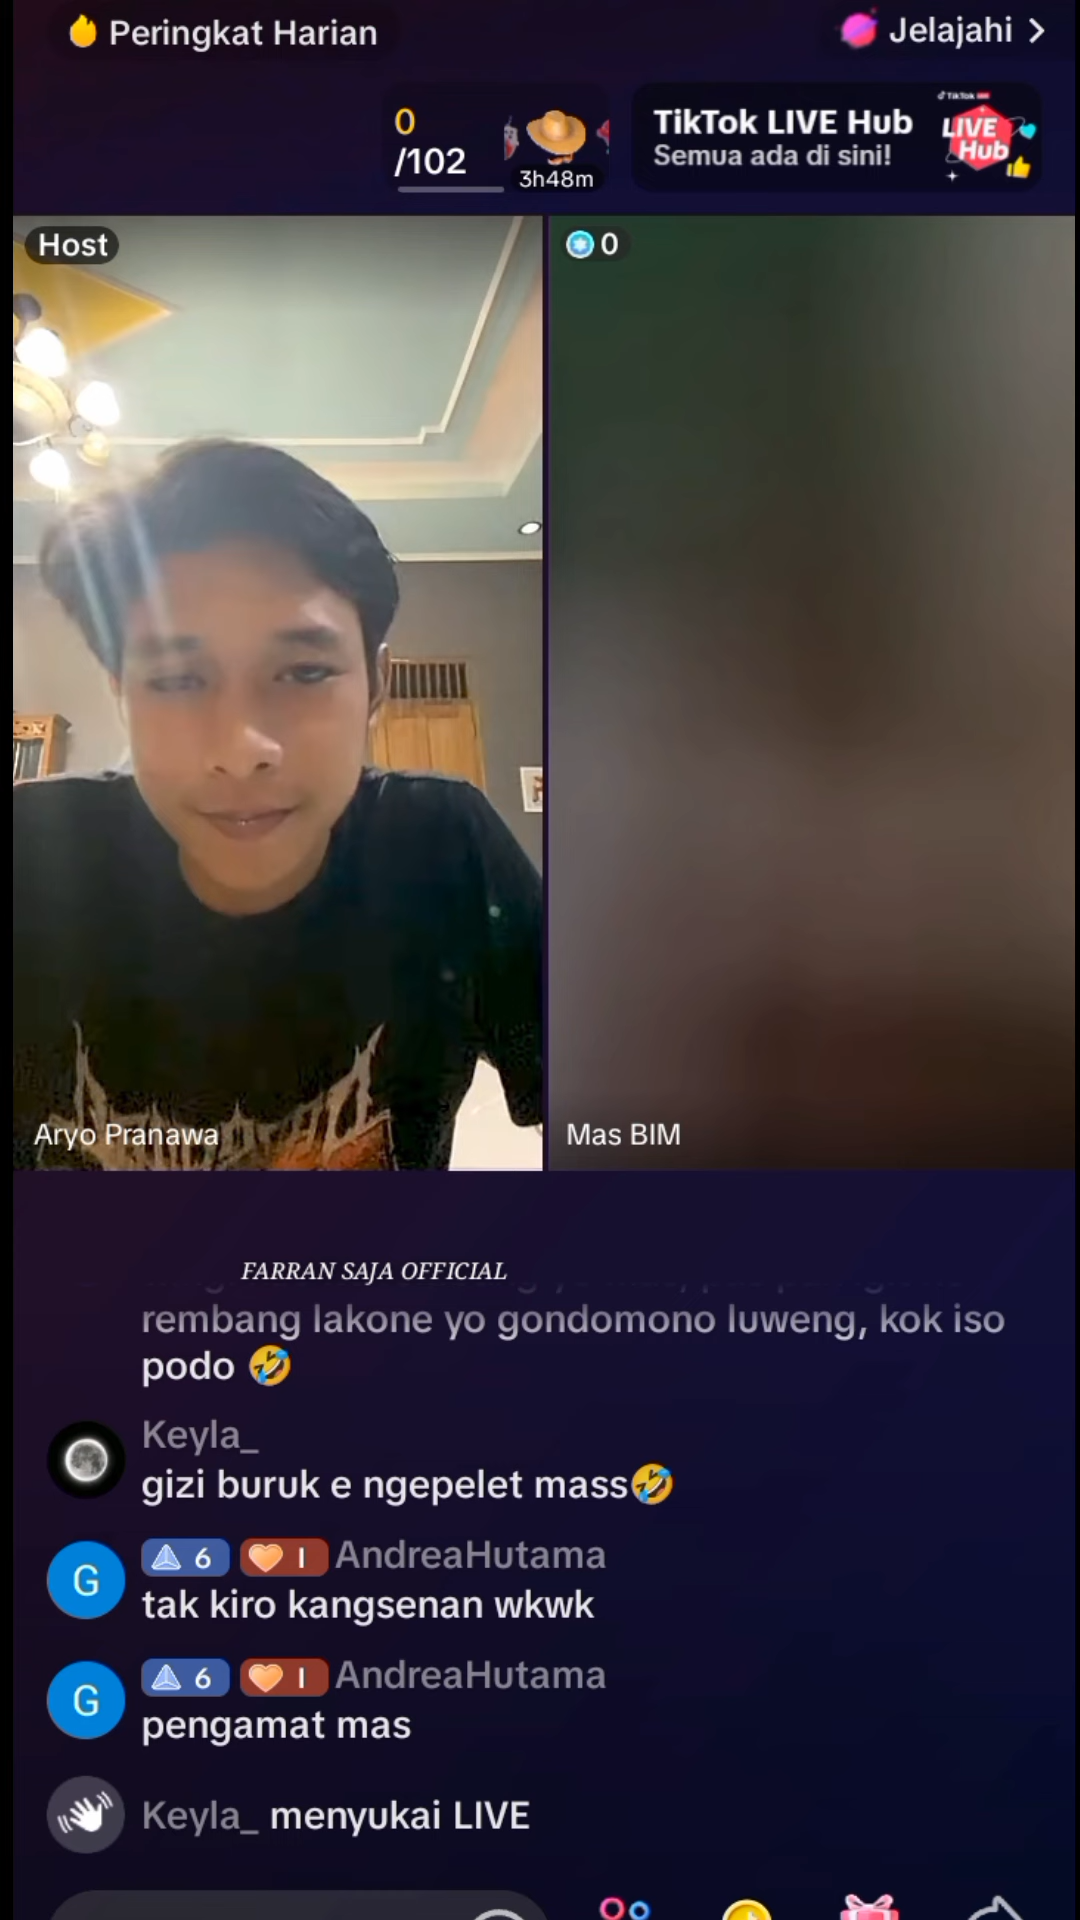 Peringkat Harian
Jelajahi
0
/102
3h48m
TikTok LIVE Hub
Semua ada di sini!
TikTok LIVE
LIVE
Hub
Host
0
Aryo Pranawa
Mas BIM
FARRAN SAJA OFFICIAL
rembang lakone yo gondomono luweng, kok iso
podo 🤣
Keyla_
gizi buruk e ngepelet mass🤣
G
6 I AndreaHutama
tak kiro kangsenan wkwk
G
6 I AndreaHutama
pengamat mas
Keyla_ menyukai LIVE